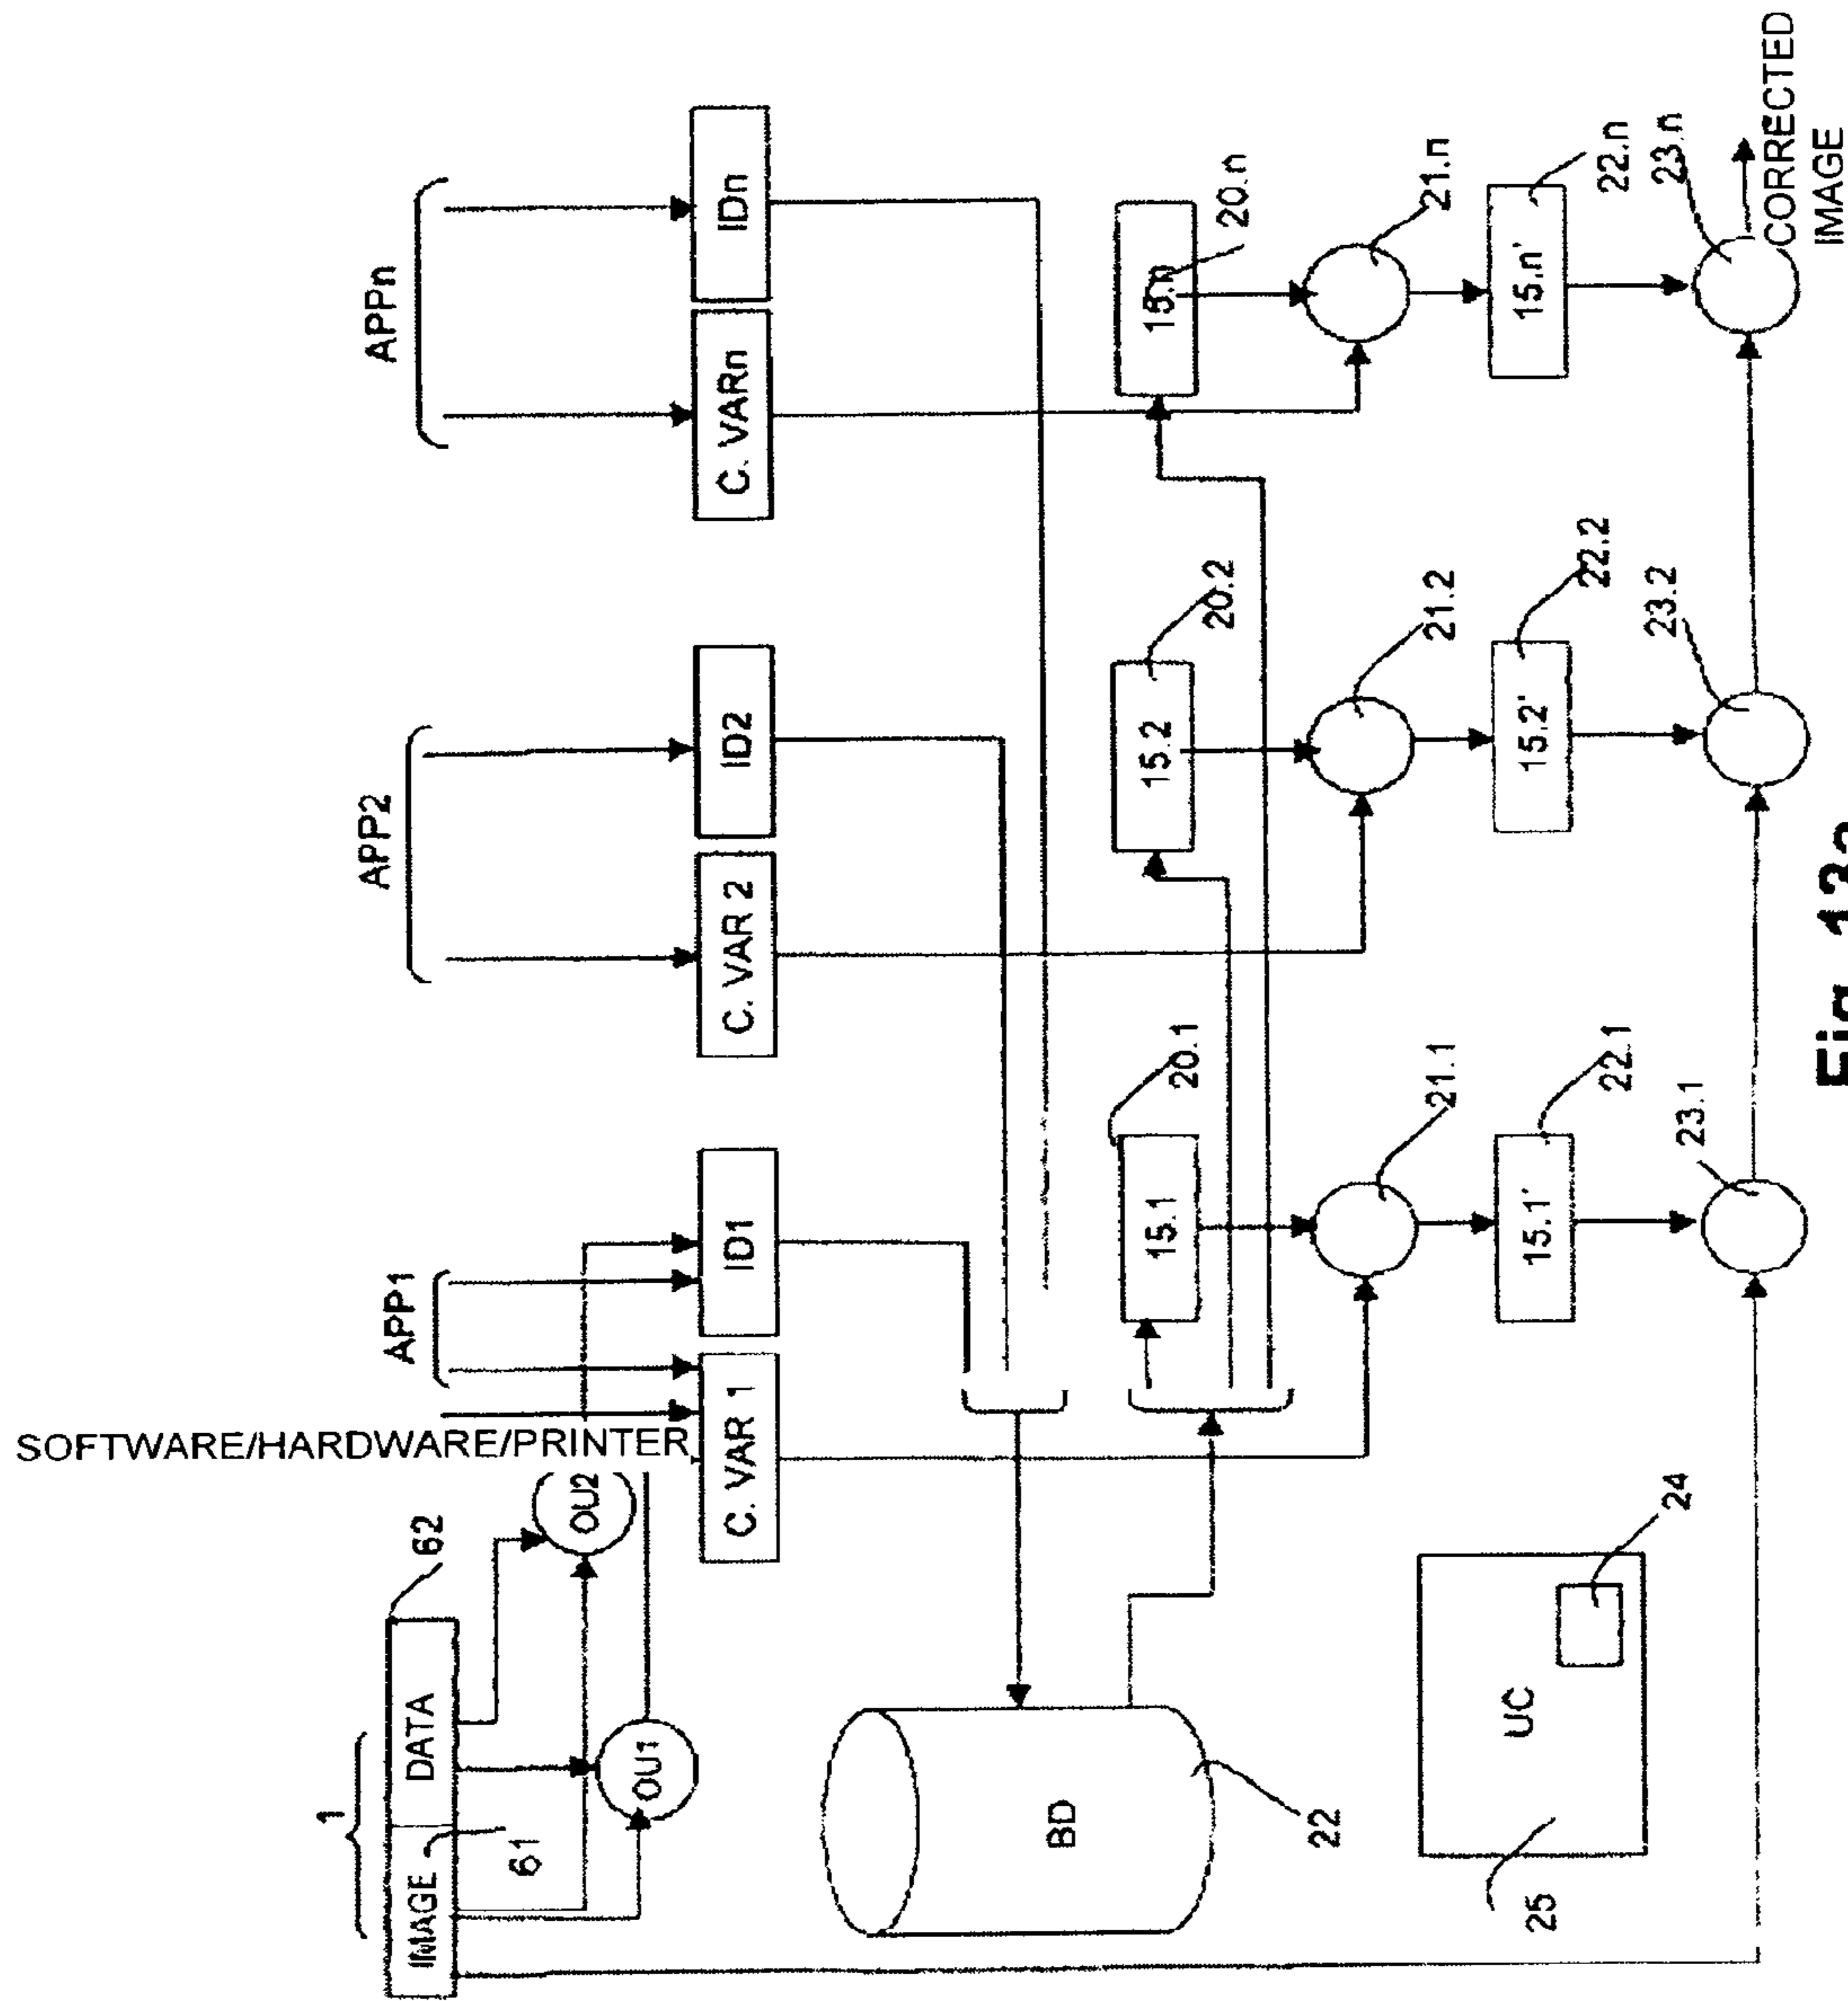 SOFTWARE/HARDWARE/PRINTER
1
IMAGE
DATA
61
62
OU1
OU2
APP1
APP2
APPn
C. VAR 1
ID1
C. VAR 2
ID2
C. VARn
IDn
BD
22
15.1
20.1
15.2
20.2
15.n
20.n
21.1
21.2
21.n
UC
25
24
15.1'
22.1
15.2'
22.2
15.n'
22.n
23.1
23.2
23.n
CORRECTED
IMAGE
Fig. 13a